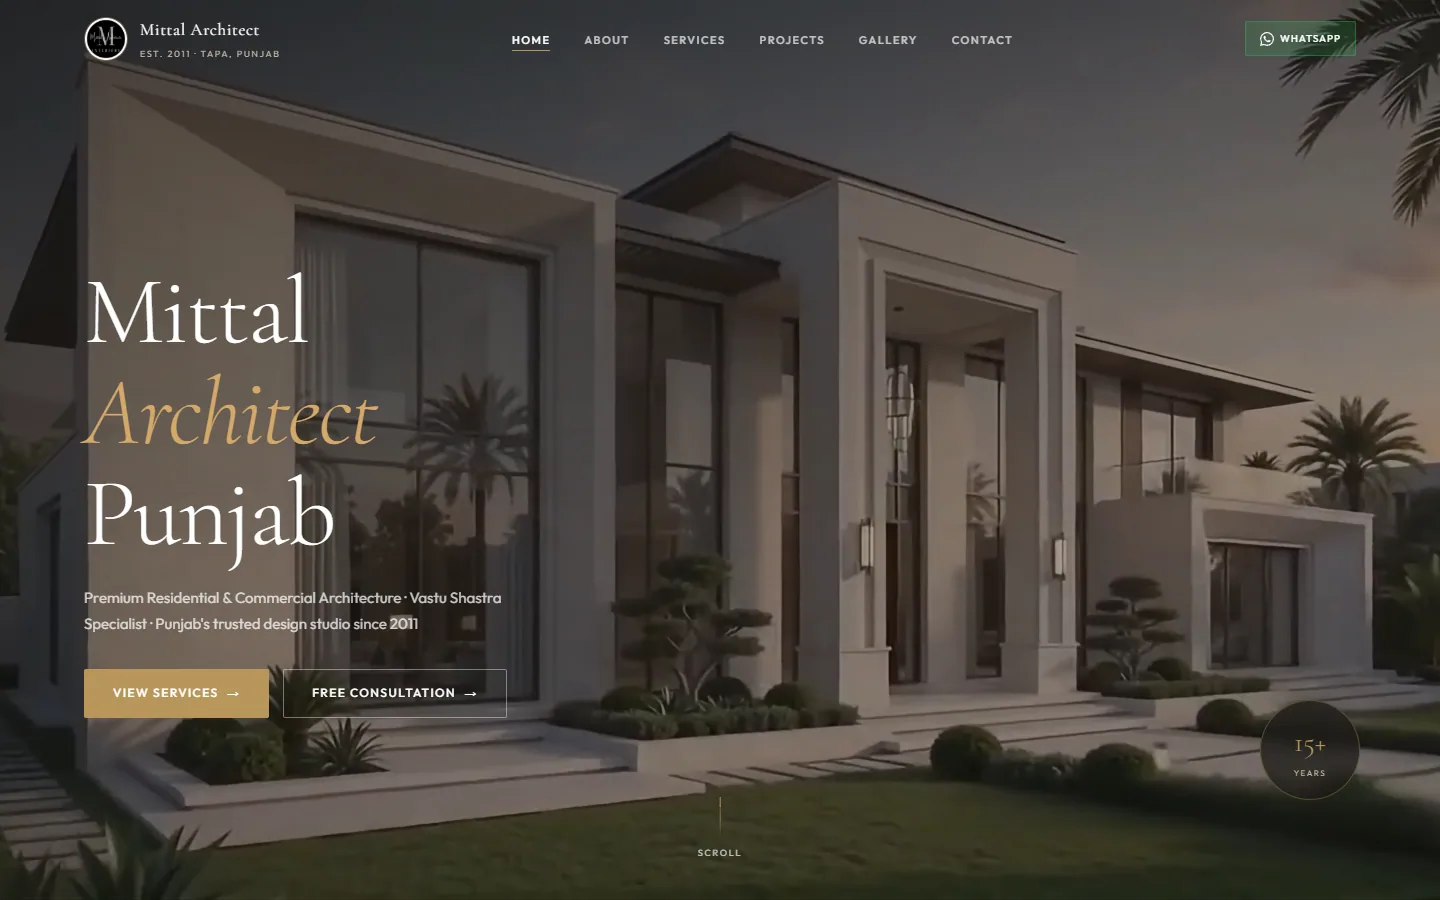 Mittal Architect
EST. 2011 · TAPA, PUNJAB
HOME
ABOUT
SERVICES
PROJECTS
GALLERY
CONTACT
WHATSAPP
Mittal
Architect
Punjab
Premium Residential & Commercial Architecture · Vastu Shastra
Specialist · Punjab's trusted design studio since 2011
VIEW SERVICES →
FREE CONSULTATION →
15+
YEARS
SCROLL